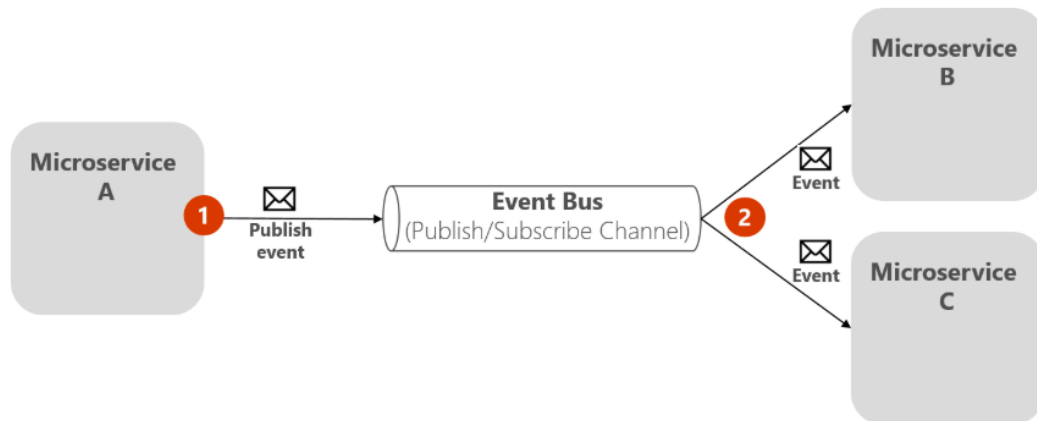 Microservice
A
1
Publish
event
Event Bus
(Publish/Subscribe Channel)
2
Event
Microservice
B
Event
Microservice
C